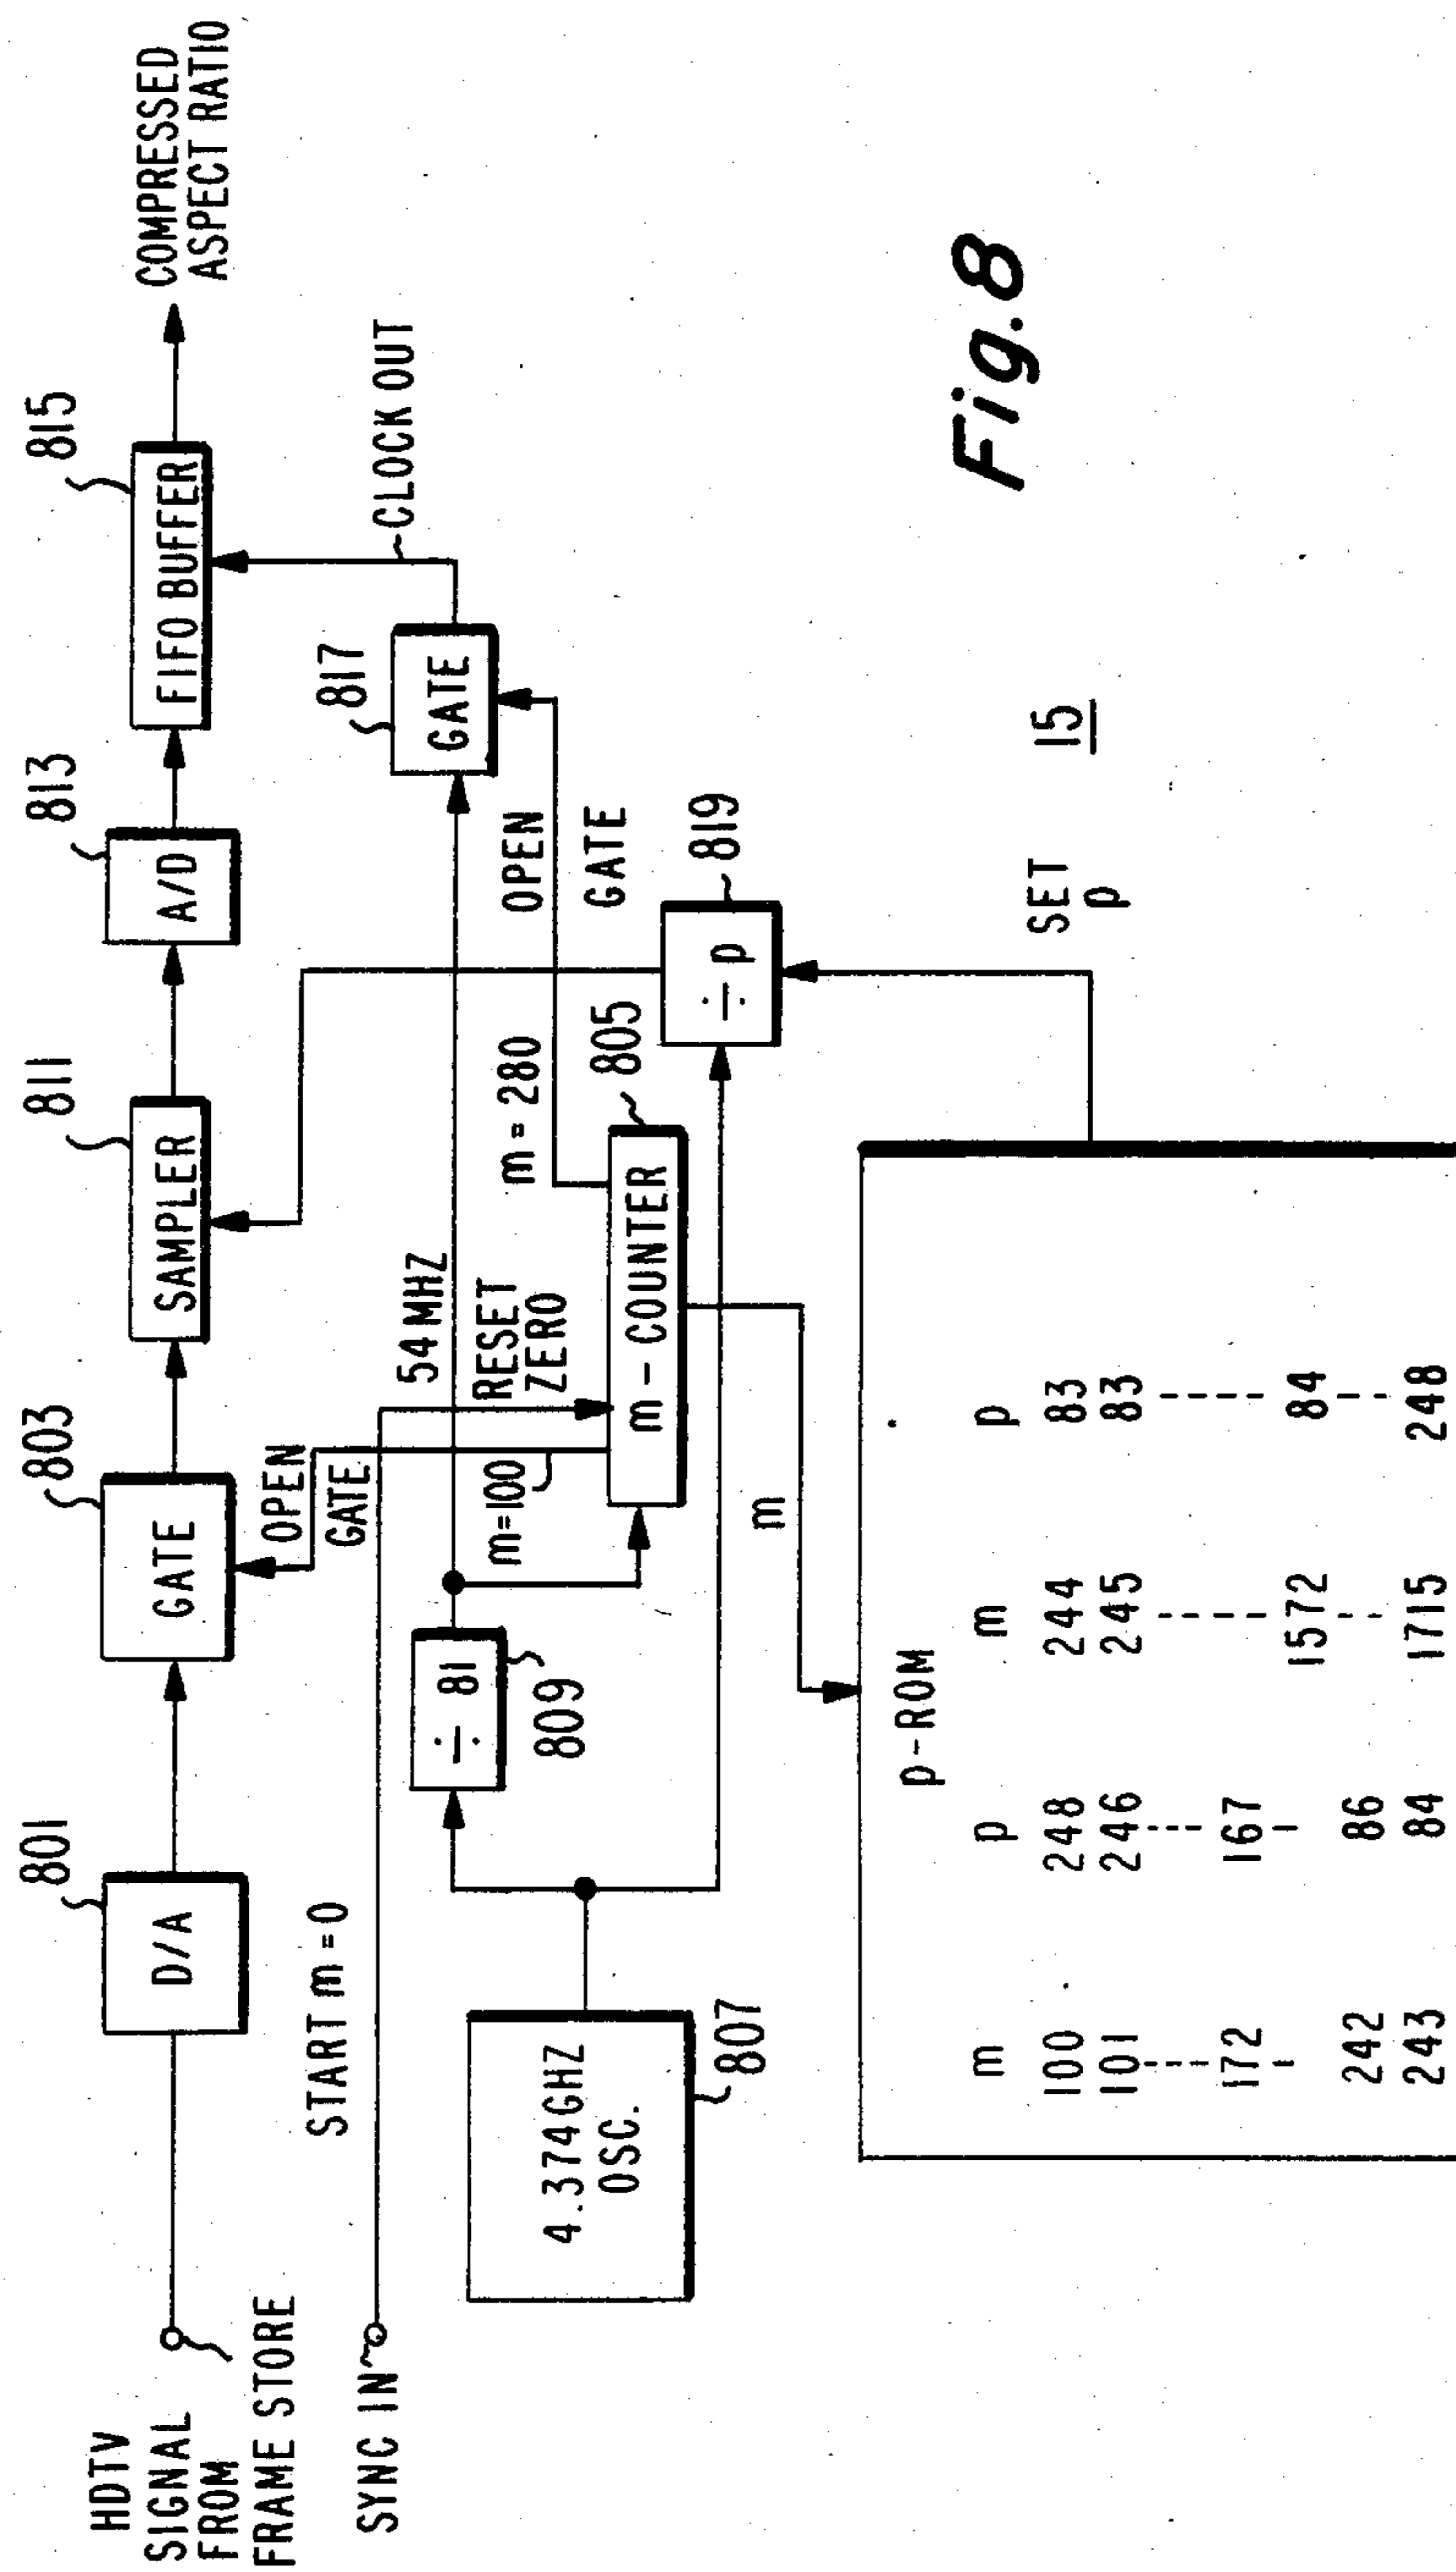 HDTV
SIGNAL
FROM
FRAME STORE
801
D/A
803
GATE
811
SAMPLER
813
A/D
815
FIFO BUFFER
COMPRESSED
ASPECT RATIO
OPEN
GATE
SYNC IN
START m = 0
RESET
ZERO
54 MHZ
817
GATE
CLOCK OUT
÷ 81
809
m=100
m = 280
OPEN
GATE
805
m - COUNTER
4.374GHZ
OSC.
807
÷ p
819
m
SET
p
15
p-ROM
m p m p
100 248 244 83
101 246 245 83
172 167
1572 84
242 86
243 84 1715 248
Fig.8